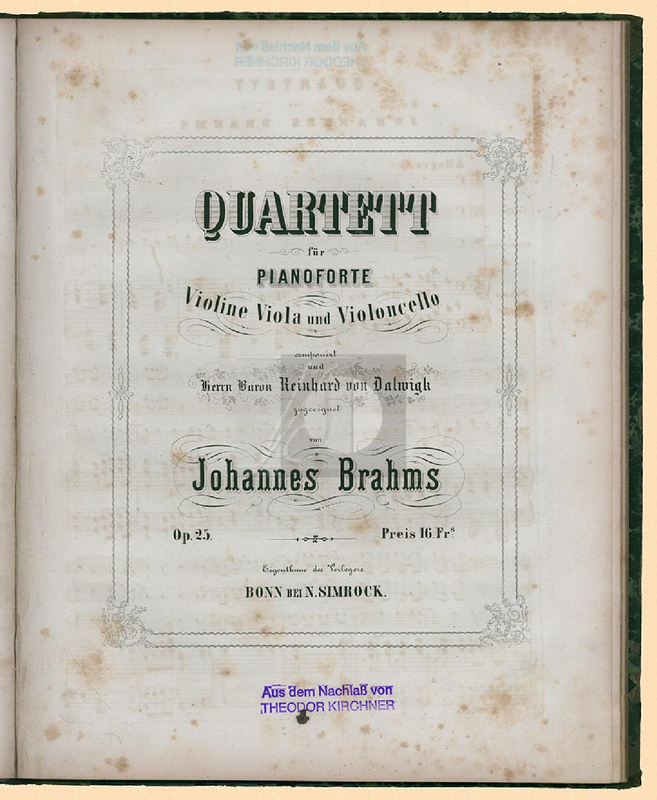 QUARTETT
für
PIANOFORTE
Violine Viola und Violoncello
componirt
und
Herrn Baron Reinhard von Dalwigk
zugeeignet
von
Johannes Brahms
Op. 25.
Preis 16 Frs
Eigenthum des Verlegers
BONN BEI N. SIMROCK.
Aus dem Nachlaß von
THEODOR KIRCHNER